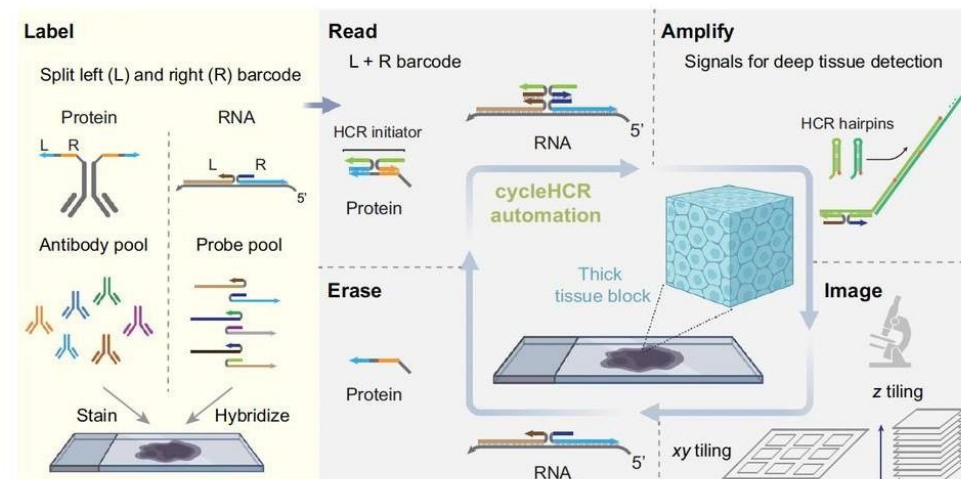 Label
Split left (L) and right (R) barcode
Protein
RNA
L
R
L
R
5'
Antibody pool
Probe pool
Stain
Hybridize
Read
L + R barcode
HCR initiator
Protein
RNA
5'
Amplify
Signals for deep tissue detection
HCR hairpins
cycleHCR
automation
Thick
tissue block
Erase
Protein
RNA
5'
Image
z tiling
xy tiling